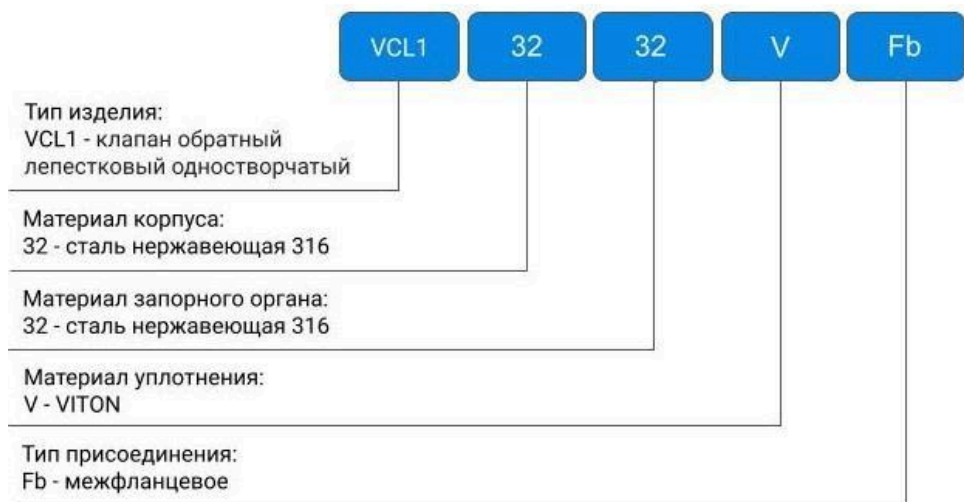 VCL1 32 32 V Fb
Тип изделия:
VCL1 - клапан обратный
лепестковый одностворчатый
Материал корпуса:
32 - сталь нержавеющая 316
Материал запорного органа:
32 - сталь нержавеющая 316
Материал уплотнения:
V - VITON
Тип присоединения:
Fb - межфланцевое